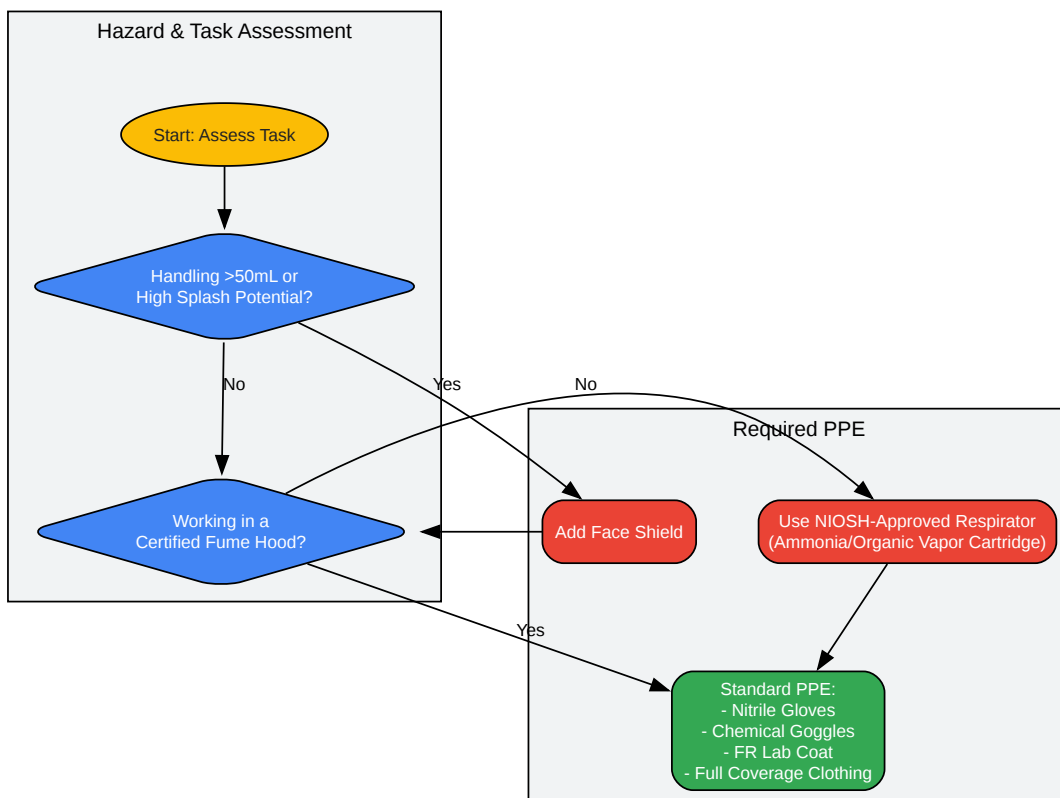 Hazard & Task Assessment
Start: Assess Task
Handling >50mL or
High Splash Potential?
No
Yes
No
Required PPE
Working in a
Certified Fume Hood?
Add Face Shield
Use NIOSH-Approved Respirator
(Ammonia/Organic Vapor Cartridge)
Yes
Standard PPE:
- Nitrile Gloves
- Chemical Goggles
- FR Lab Coat
- Full Coverage Clothing